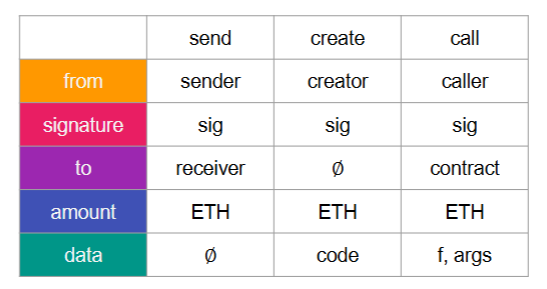 send create call
from sender creator caller
signature sig sig sig
to receiver ∅ contract
amount ETH ETH ETH
data ∅ code f, args